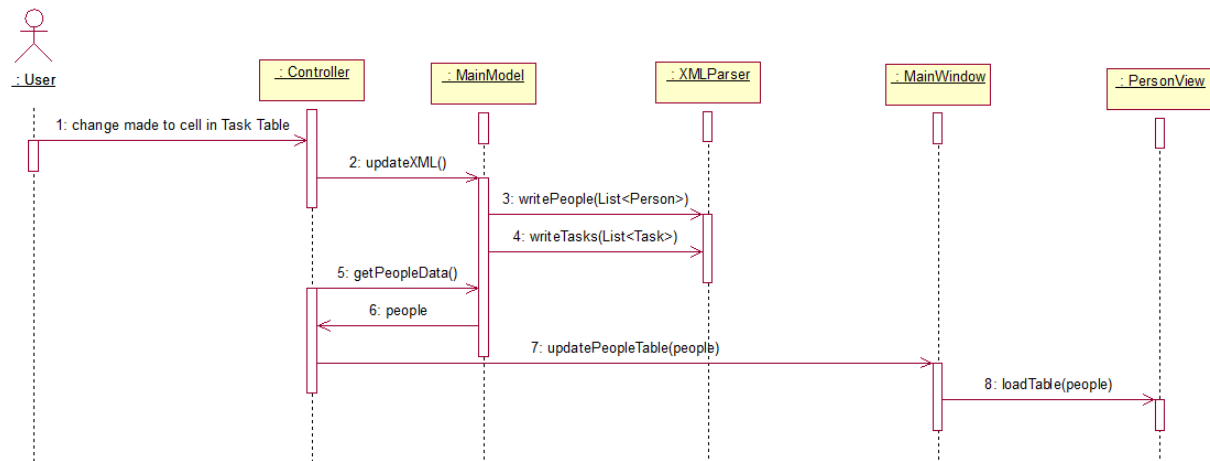 : User
: Controller
: MainModel
: XMLParser
: MainWindow
: PersonView
1: change made to cell in Task Table
2: updateXML()
3: writePeople(List<Person>)
4: writeTasks(List<Task>)
5: getPeopleData()
6: people
7: updatePeopleTable(people)
8: loadTable(people)